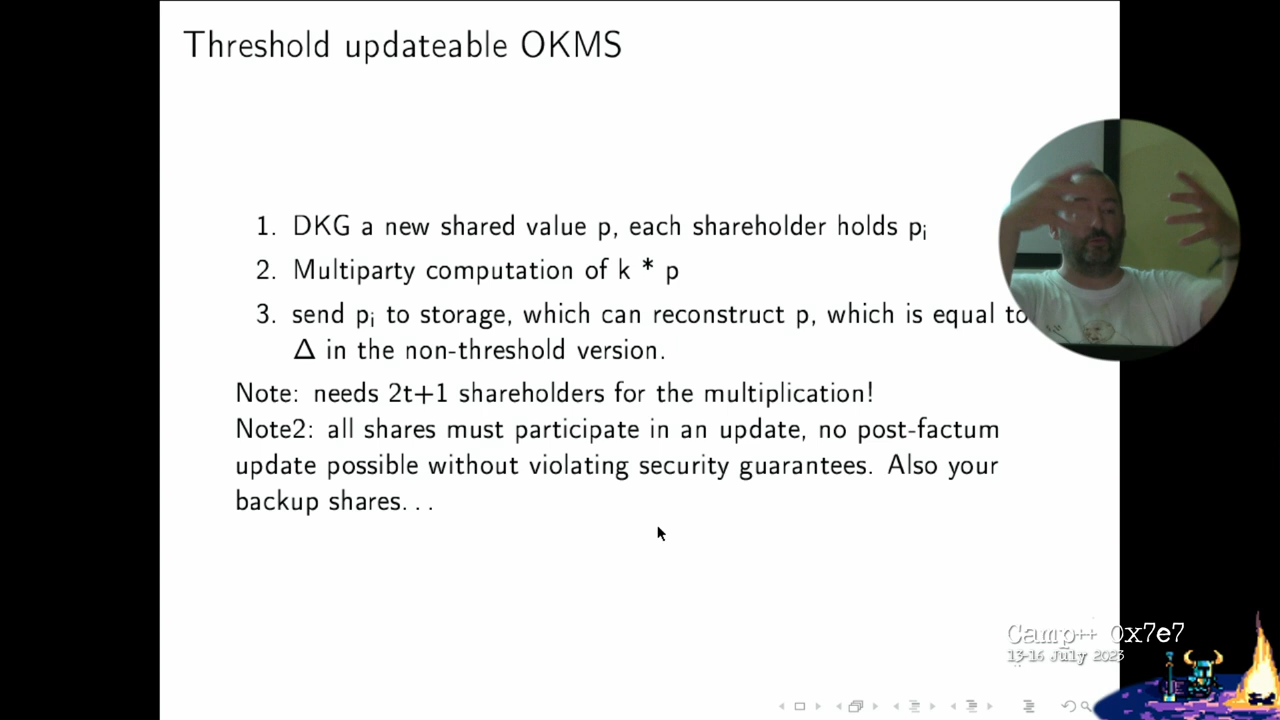 Threshold updateable OKMS
1. DKG a new shared value p, each shareholder holds pᵢ
2. Multiparty computation of k * p
3. send pᵢ to storage, which can reconstruct p, which is equal to
Δ in the non-threshold version.
Note: needs 2t+1 shareholders for the multiplication!
Note2: all shares must participate in an update, no post-factum
update possible without violating security guarantees. Also your
backup shares...
Camp++ 0x7e7
13-16 July 2023